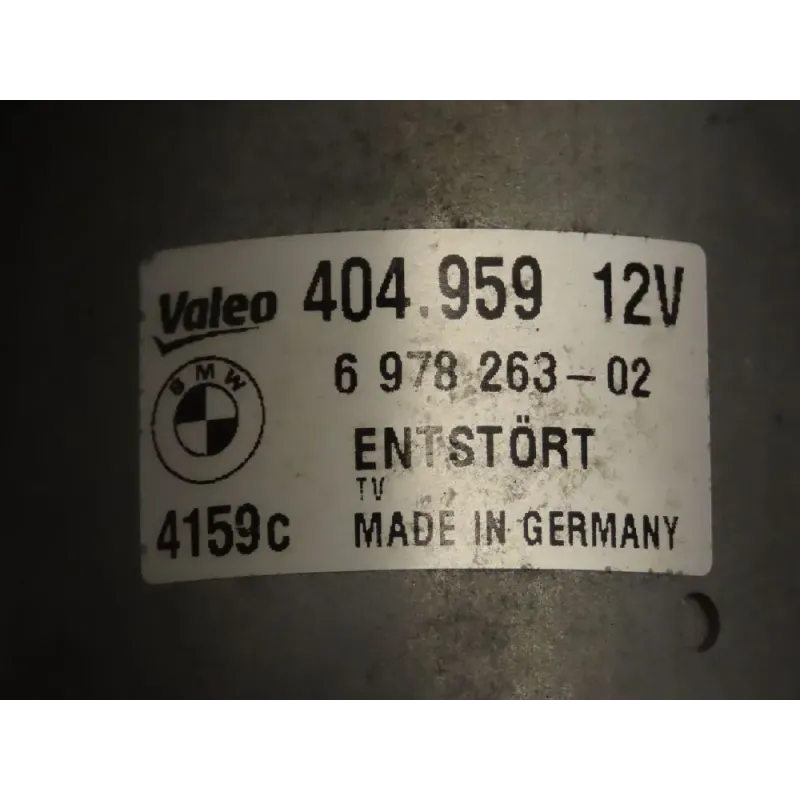 Valeo 404.959 12V
6 978 263-02
BMW
ENTSTÖRT
TV
4159c MADE IN GERMANY